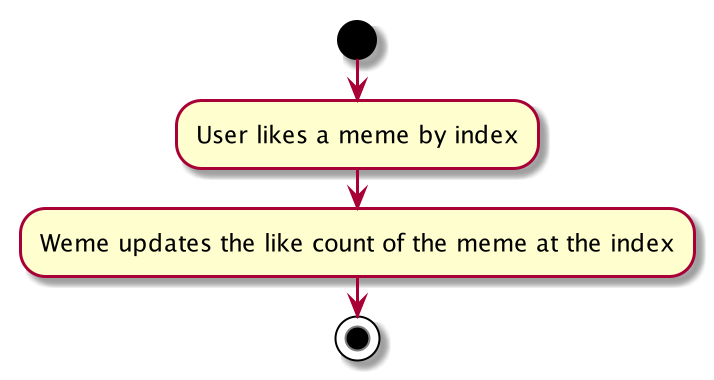 User likes a meme by index
Weme updates the like count of the meme at the index